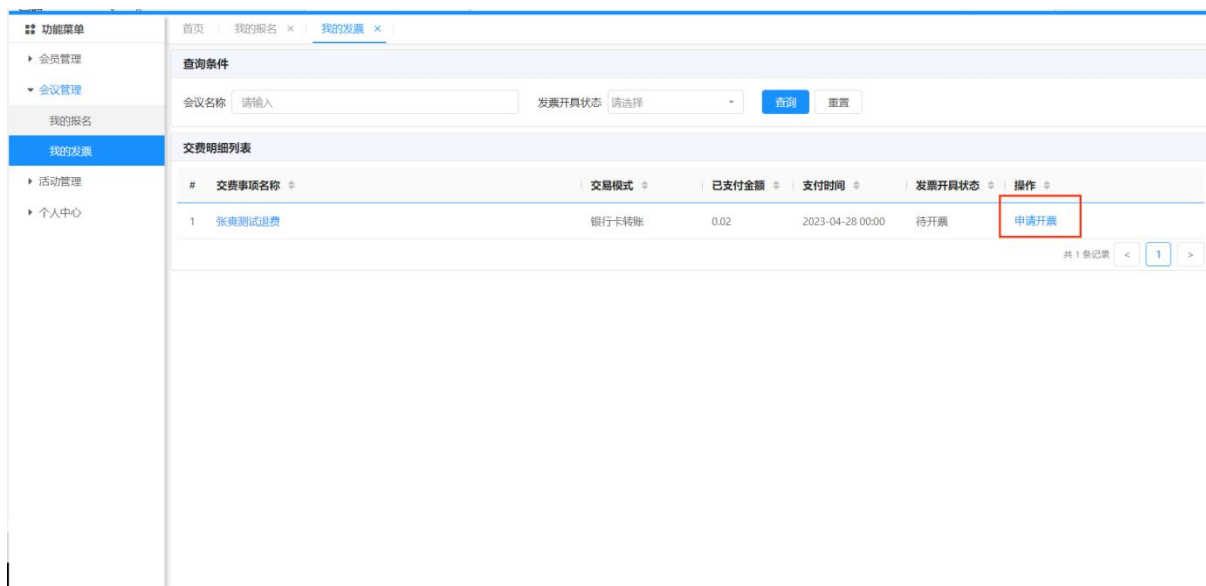 功能菜单
首页 我的报名 × 我的发票 ×
会员管理
会议管理
我的报名
我的发票
活动管理
个人中心
查询条件
会议名称 请输入 发票开具状态 请选择 查询 重置
交费明细列表
# 交费事项名称 交易模式 已支付金额 支付时间 发票开具状态 操作
1 张爽测试退费 银行卡转账 0.02 2023-04-28 00:00 待开票 申请开票
共 1 条记录 < 1 >